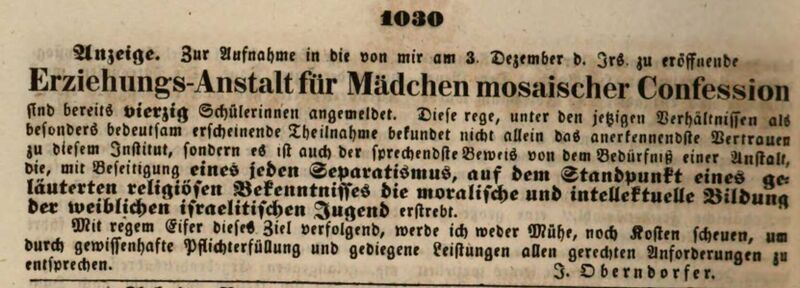 1030
Anzeige. Zur Aufnahme in die von mir am 3. Dezember d. Jrs. zu eröffnende
Erziehungs-Anstalt für Mädchen mosaischer Confession
sind bereits vierzig Schülerinnen angemeldet. Diese rege, unter den jetzigen Verhältnissen als
besonders bedeutsam erscheinende Theilnahme bekundet nicht allein das anerkennendste Vertrauen
zu diesem Institut, sondern es ist auch der sprechendste Beweis von dem Bedürfniß einer Anstalt,
die, mit Beseitigung eines jeden Separatismus, auf dem Standpunkt eines ge-
läuterten religiösen Bekenntnisses die moralische und intellektuelle Bildung
der weiblichen israelitischen Jugend erstrebt.
Mit regem Eifer dieses Ziel verfolgend, werde ich weder Mühe, noch Kosten scheuen, um
durch gewissenhafte Pflichterfüllung und gediegene Leistungen allen gerechten Anforderungen zu
entsprechen.
J. Oberndorfer.